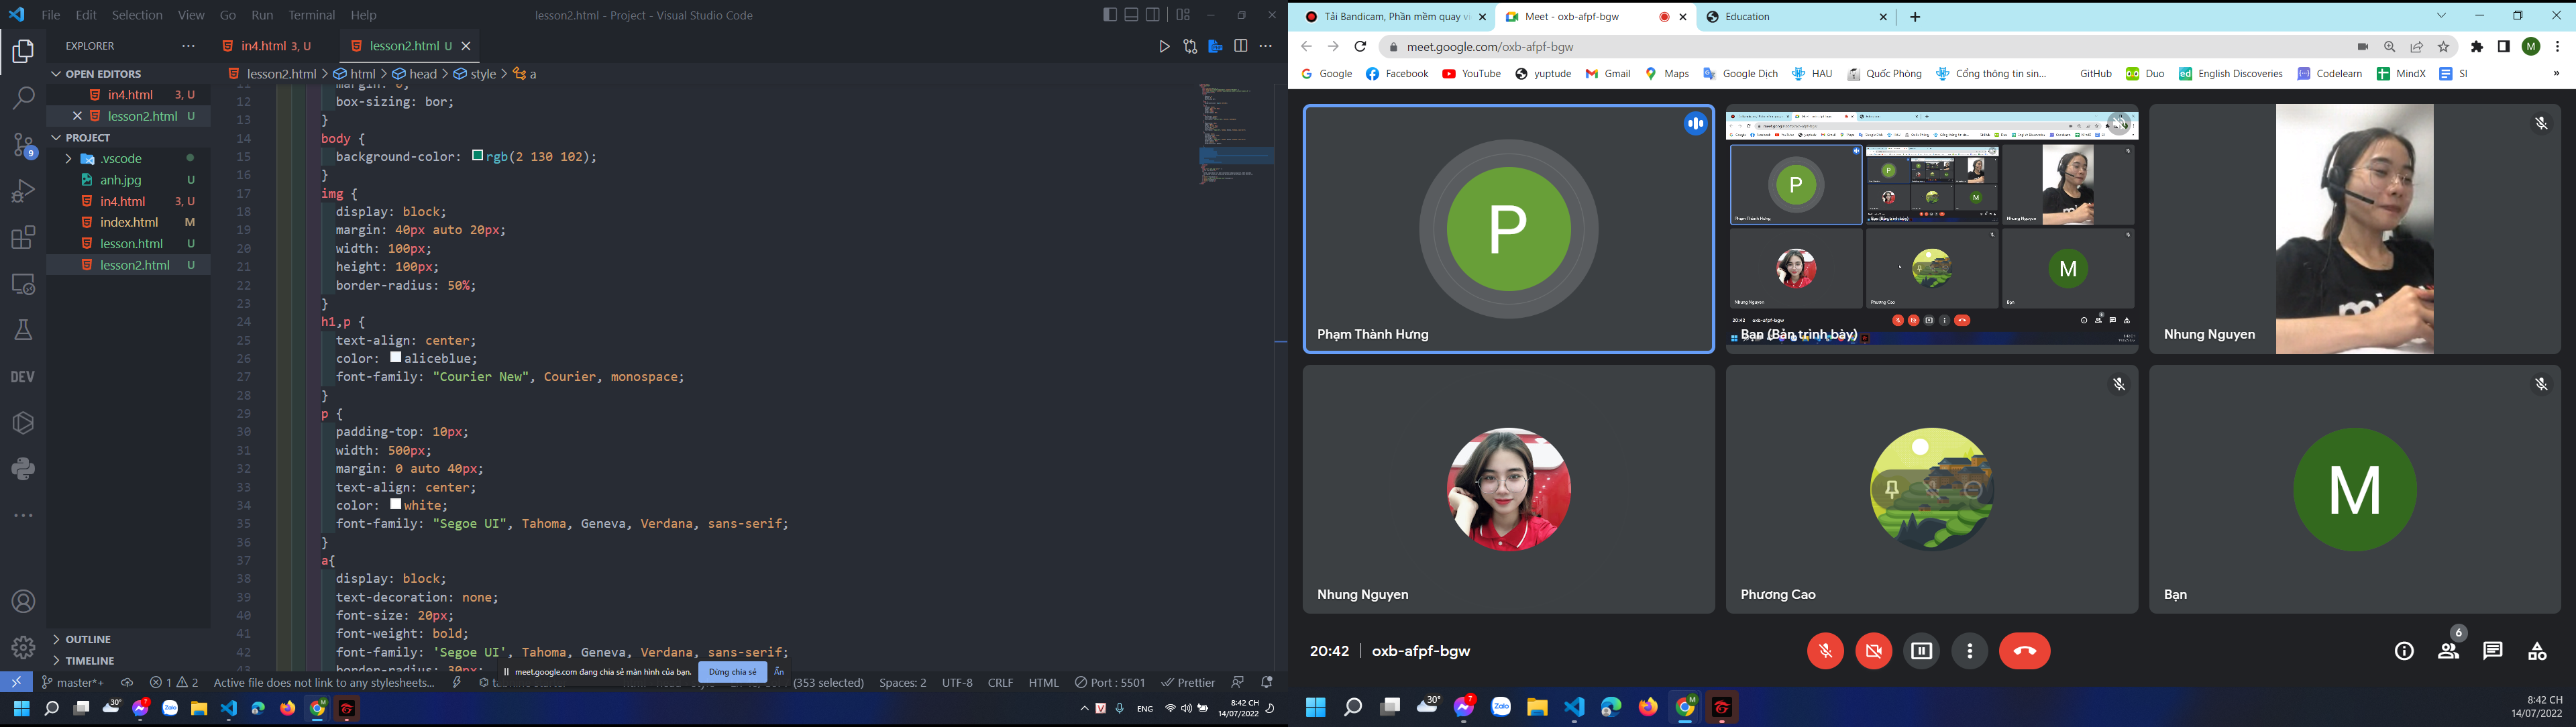 File Edit Selection View Go Run Terminal Help
lesson2.html - Project - Visual Studio Code
EXPLORER
OPEN EDITORS
in4.html 3, U
lesson2.html U
PROJECT
.vscode
anh.jpg U
in4.html 3, U
index.html M
lesson.html U
lesson2.html U
OUTLINE
TIMELINE
9
DEV
in4.html 3, U
lesson2.html U
lesson2.html > html > head > style > a
12 box-sizing: bor;
13 }
14 body {
15 background-color: rgb(2 130 102);
16 }
17 img {
18 display: block;
19 margin: 40px auto 20px;
20 width: 100px;
21 height: 100px;
22 border-radius: 50%;
23 }
24 h1,p {
25 text-align: center;
26 color: aliceblue;
27 font-family: "Courier New", Courier, monospace;
28 }
29 p {
30 padding-top: 10px;
31 width: 500px;
32 margin: 0 auto 40px;
33 text-align: center;
34 color: white;
35 font-family: "Segoe UI", Tahoma, Geneva, Verdana, sans-serif;
36 }
37 a{
38 display: block;
39 text-decoration: none;
40 font-size: 20px;
41 font-weight: bold;
42 font-family: 'Segoe UI', Tahoma, Geneva, Verdana, sans-serif;
43 border-radius: 30px;
meet.google.com đang chia sẻ màn hình của bạn. Dừng chia sẻ Ẩn
master*+ 1 2 Active file does not link to any stylesheets... (353 selected) Spaces: 2 UTF-8 CRLF HTML Port : 5501 Prettier
30° 7 Zalo ENG 8:42 CH
14/07/2022
Tải Bandicam, Phần mềm quay v
Meet - oxb-afpf-bgw
Education
meet.google.com/oxb-afpf-bgw
M
Google Facebook YouTube yuptude Gmail Maps Google Dịch HAU Quốc Phòng Cổng thông tin sin... GitHub Duo English Discoveries Codelearn MindX SI »
P
Phạm Thành Hưng
Bạn (Bản trình bày)
Nhung Nguyen
Nhung Nguyen
Phương Cao
M
Bạn
20:42 | oxb-afpf-bgw
6
30° 7 Zalo 8:42 CH
14/07/2022